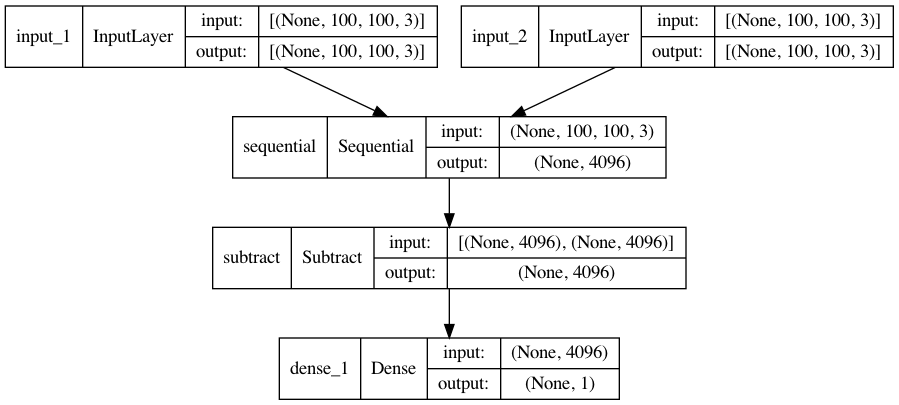 input_1 InputLayer input: [(None, 100, 100, 3)]
output: [(None, 100, 100, 3)]
input_2 InputLayer input: [(None, 100, 100, 3)]
output: [(None, 100, 100, 3)]
sequential Sequential input: (None, 100, 100, 3)
output: (None, 4096)
subtract Subtract input: [(None, 4096), (None, 4096)]
output: (None, 4096)
dense_1 Dense input: (None, 4096)
output: (None, 1)